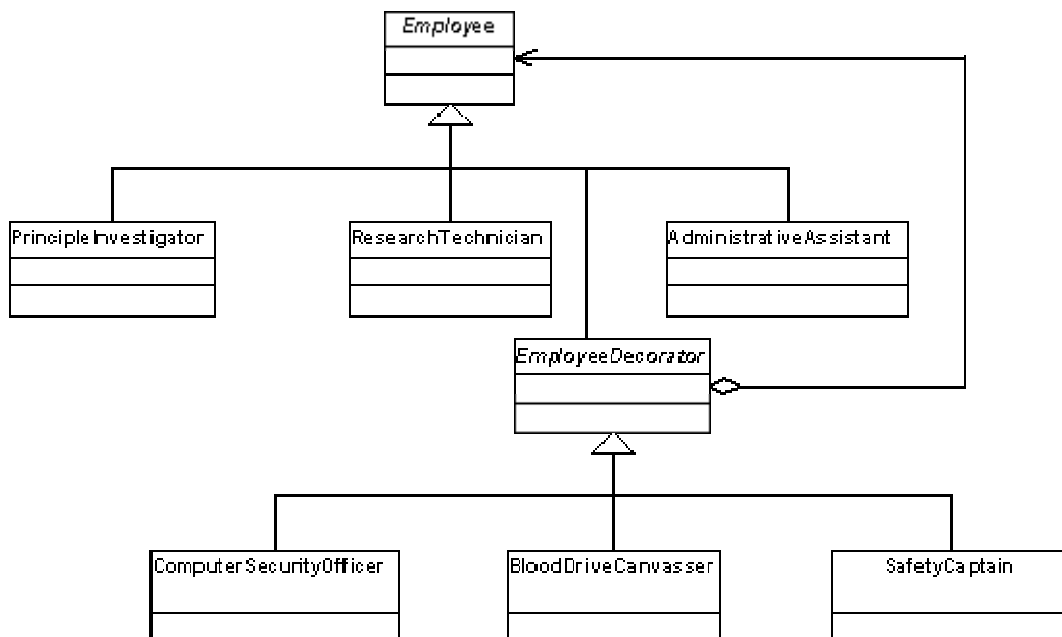 Employee
PrincipleInvestigator
ResearchTechnician
AdministrativeAssistant
EmployeeDecorator
ComputerSecurityOfficer
BloodDriveCanvasser
SafetyCaptain